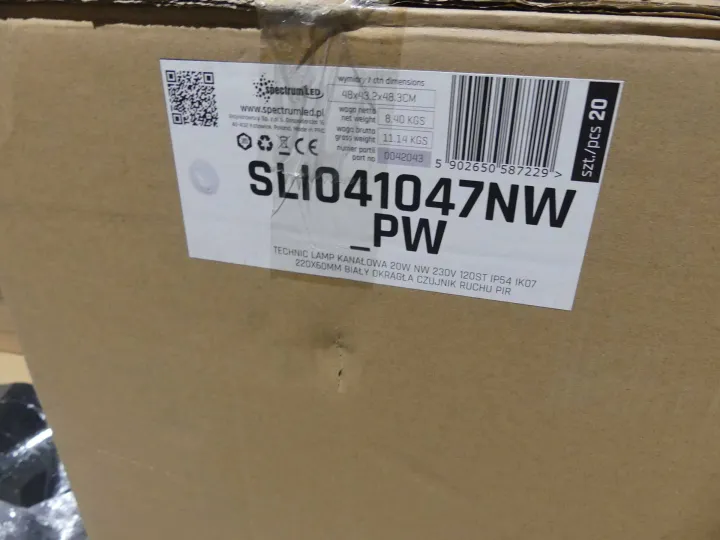 spectrumLED
www.spectrumled.pl
wymiary / ctn dimensions
48x43.2x48.3CM
waga netto
net weight
8.40 KGS
waga brutto
gross weight
11.14 KGS
numer partii
part no
0042043
5 902650 587229 >
szt./pcs 20
SLI041047NW
_PW
TECHNIC LAMP KANAŁOWA 20W NW 230V 120ST IP54 IK07
220X60MM BIAŁY OKRĄGŁA CZUJNIK RUCHU PIR